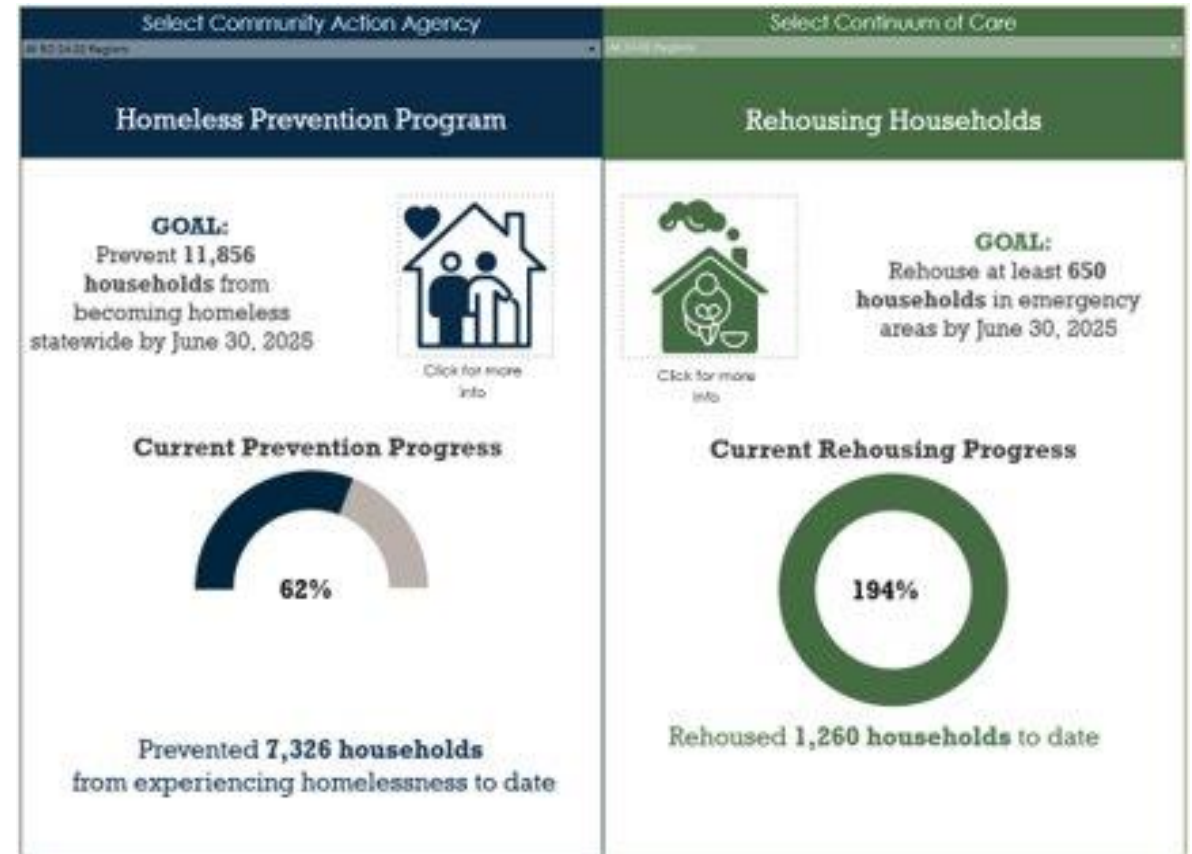 Select Community Action Agency
Homeless Prevention Program
GOAL:
Prevent 11,856
households from
becoming homeless
statewide by June 30, 2025
Click for more
info
Current Prevention Progress
62%
Prevented 7,326 households
from experiencing homelessness to date
Select Continuum of Care
Rehousing Households
Click for more
info
GOAL:
Rehouse at least 650
households in emergency
areas by June 30, 2025
Current Rehousing Progress
194%
Rehoused 1,260 households to date